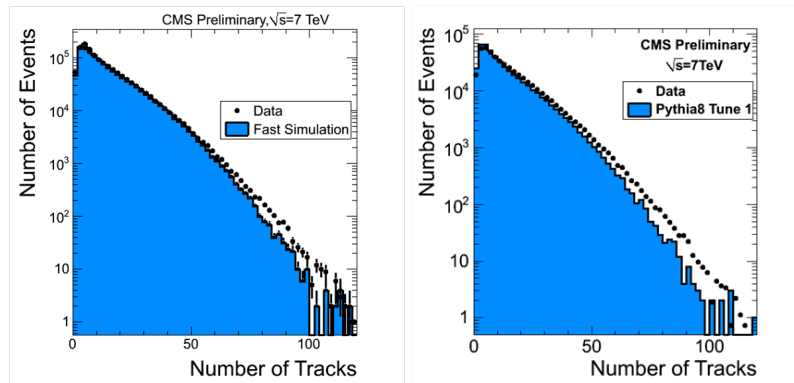 CMS Preliminary,√s=7 TeV
Number of Events
10⁵
10⁴
10³
10²
10
1
Data
Fast Simulation
0
50
100
Number of Tracks
CMS Preliminary
√s=7TeV
Number of Events
10⁵
10⁴
10³
10²
10
1
Data
Pythia8 Tune 1
0
50
100
Number of Tracks